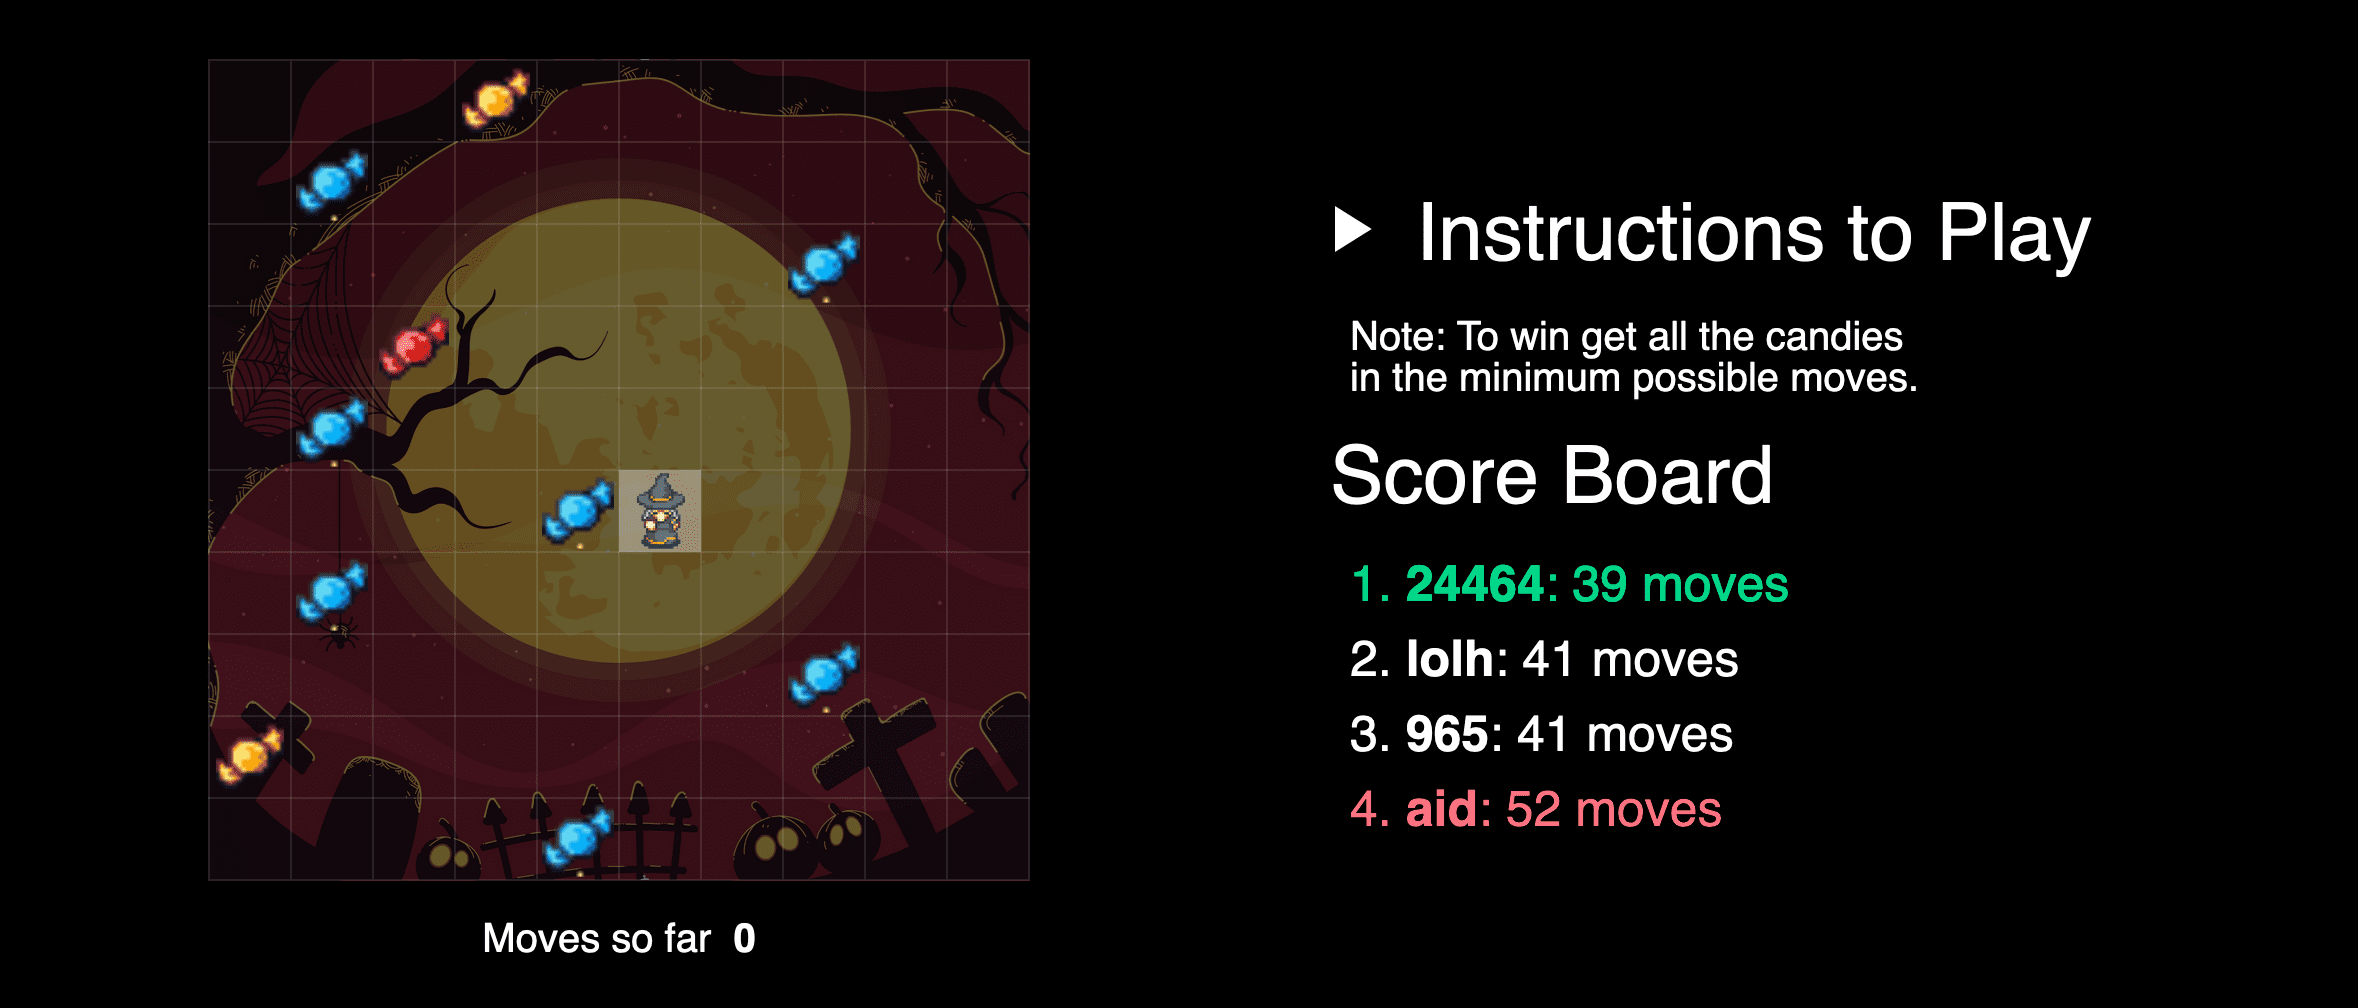 Instructions to Play
Note: To win get all the candies
in the minimum possible moves.
Score Board
1. 24464: 39 moves
2. lolh: 41 moves
3. 965: 41 moves
4. aid: 52 moves
Moves so far 0